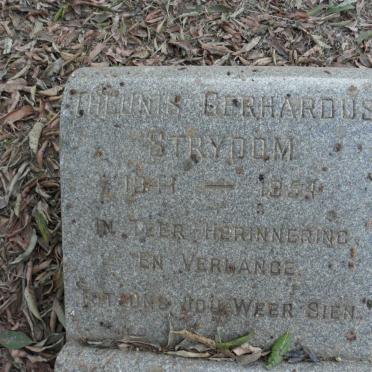 THEUNIS GERHARDUS
STRYDOM
— 1954
IN TEER HERINNERING
EN VERLANGE.
TOT ONS JOU WEER SIEN.